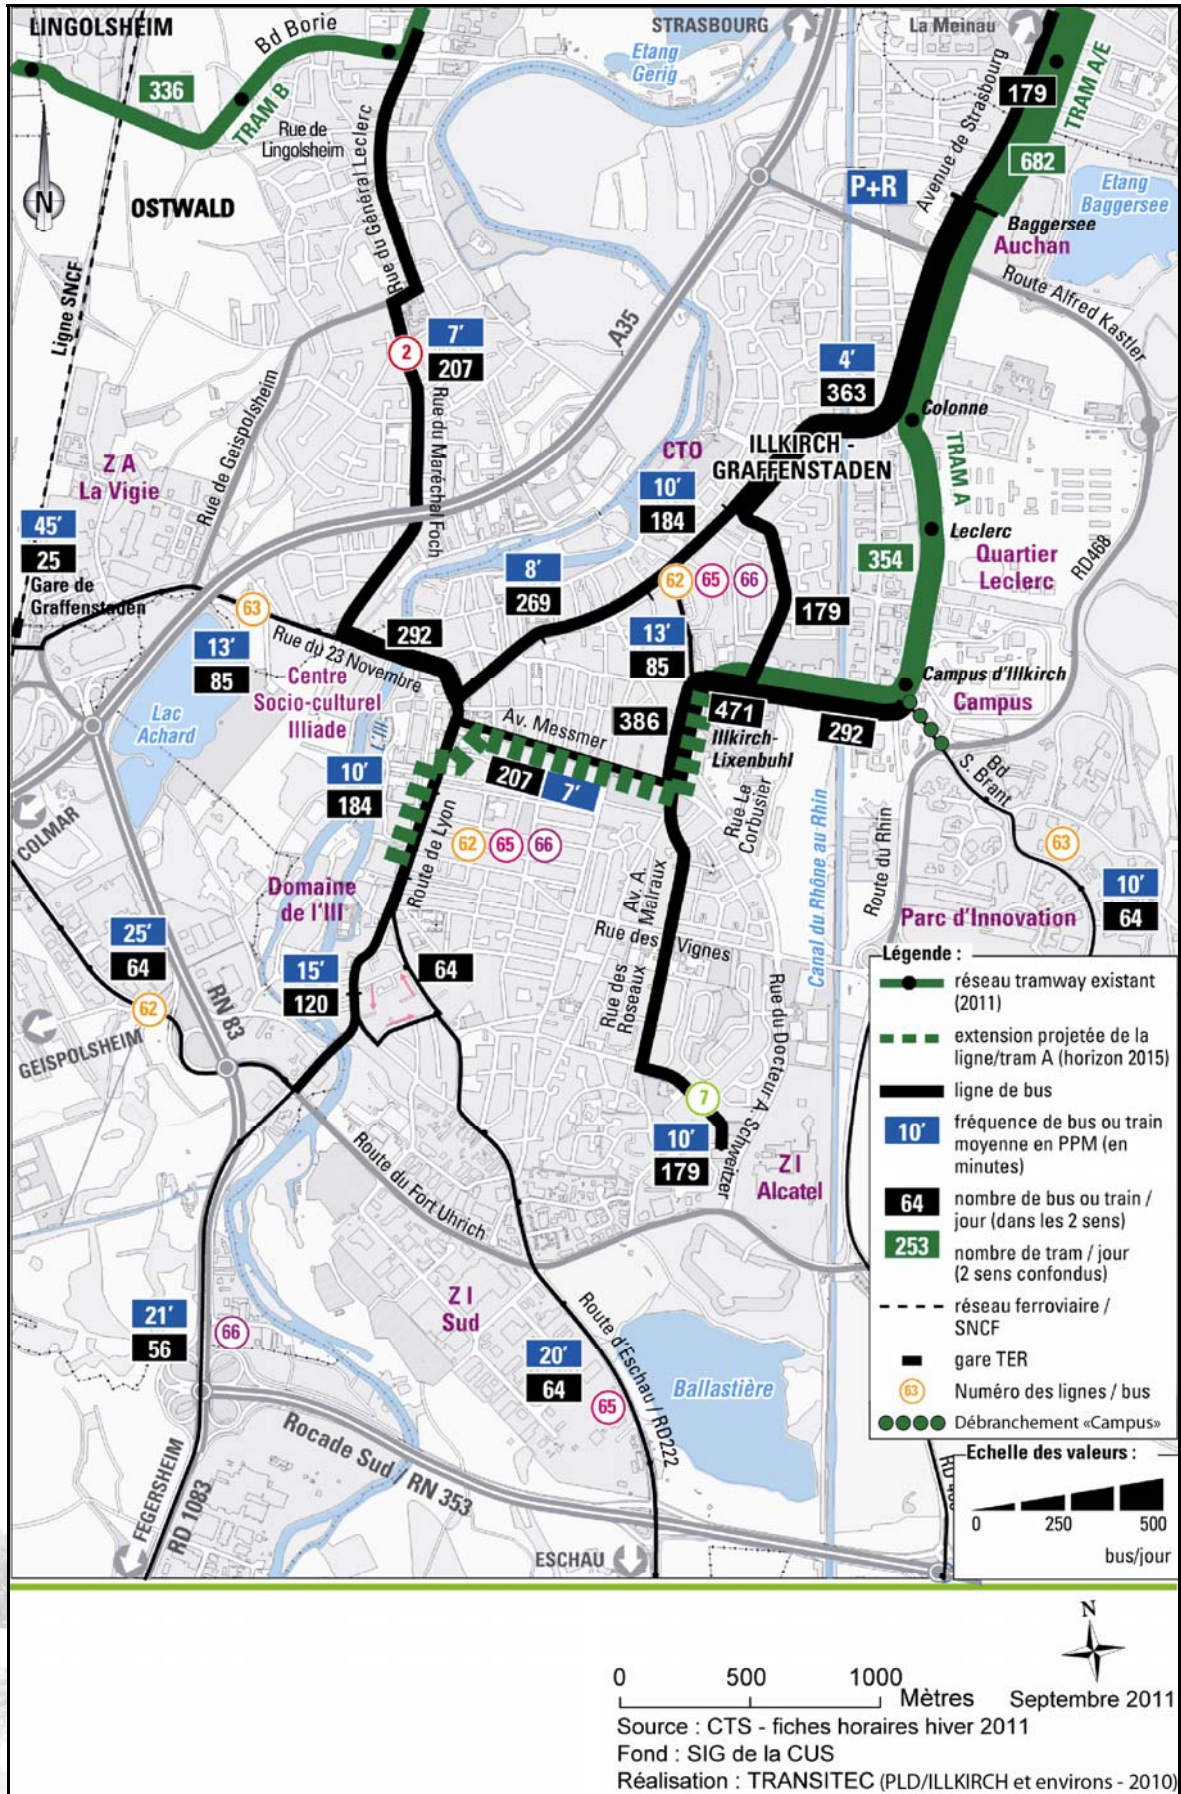 LINGOLSHEIM
Bd Borie
STRASBOURG
La Meinau
Etang
Gerig
336
TRAM B
Rue de
Lingolsheim
Rue du Général Leclerc
Avenue de Strasbourg
179
TRAM A/E
682
P+R
Etang
Baggersee
N
OSTWALD
Baggersee
Auchan
Route Alfred Kastler
Ligne SNCF
A35
2
7'
207
4'
363
Colonne
Rue de Geispolsheim
Rue du Maréchal Foch
Z A
La Vigie
CTO
ILLKIRCH -
GRAFFENSTADEN
TRAM A
10'
184
45'
25
Gare de
Graffenstaden
Leclerc
Quartier
Leclerc
RD468
354
8'
269
62
65
66
63
179
292
13'
85
Rue du 23 Novembre
13'
85
Centre
Socio-culturel
Illiade
L'Ill
Lac
Achard
Campus d'Illkirch
Campus
Av. Messmer
386
471
Illkirch-
Lixenbuhl
292
Bd
S. Brant
207
7'
10'
184
COLMAR
Route de Lyon
62
65
66
Rue Le
Corbusier
Canal du Rhône au Rhin
Route du Rhin
63
10'
64
Domaine
de l'Ill
Av. A.
Malraux
Rue des Vignes
Parc d'Innovation
25'
64
15'
120
64
62
RN 83
GEISPOLSHEIM
Rue des
Roseaux
Rue du Docteur A. Schweitzer
7
10'
179
Z I
Alcatel
Route du Fort Uhrich
Z I
Sud
21'
56
66
20'
64
65
Route d'Eschau / RD222
Ballastière
Rocade Sud / RN 353
FEGERSHEIM
RD 1083
ESCHAU
Légende :
réseau tramway existant
(2011)
extension projetée de la
ligne/tram A (horizon 2015)
ligne de bus
10'
fréquence de bus ou train
moyenne en PPM (en
minutes)
64
nombre de bus ou train /
jour (dans les 2 sens)
253
nombre de tram / jour
(2 sens confondus)
réseau ferroviaire /
SNCF
gare TER
63
Numéro des lignes / bus
Débranchement «Campus»
Echelle des valeurs :
0 250 500
bus/jour
N
0 500 1000
Mètres
Septembre 2011
Source : CTS - fiches horaires hiver 2011
Fond : SIG de la CUS
Réalisation : TRANSITEC (PLD/ILLKIRCH et environs - 2010)